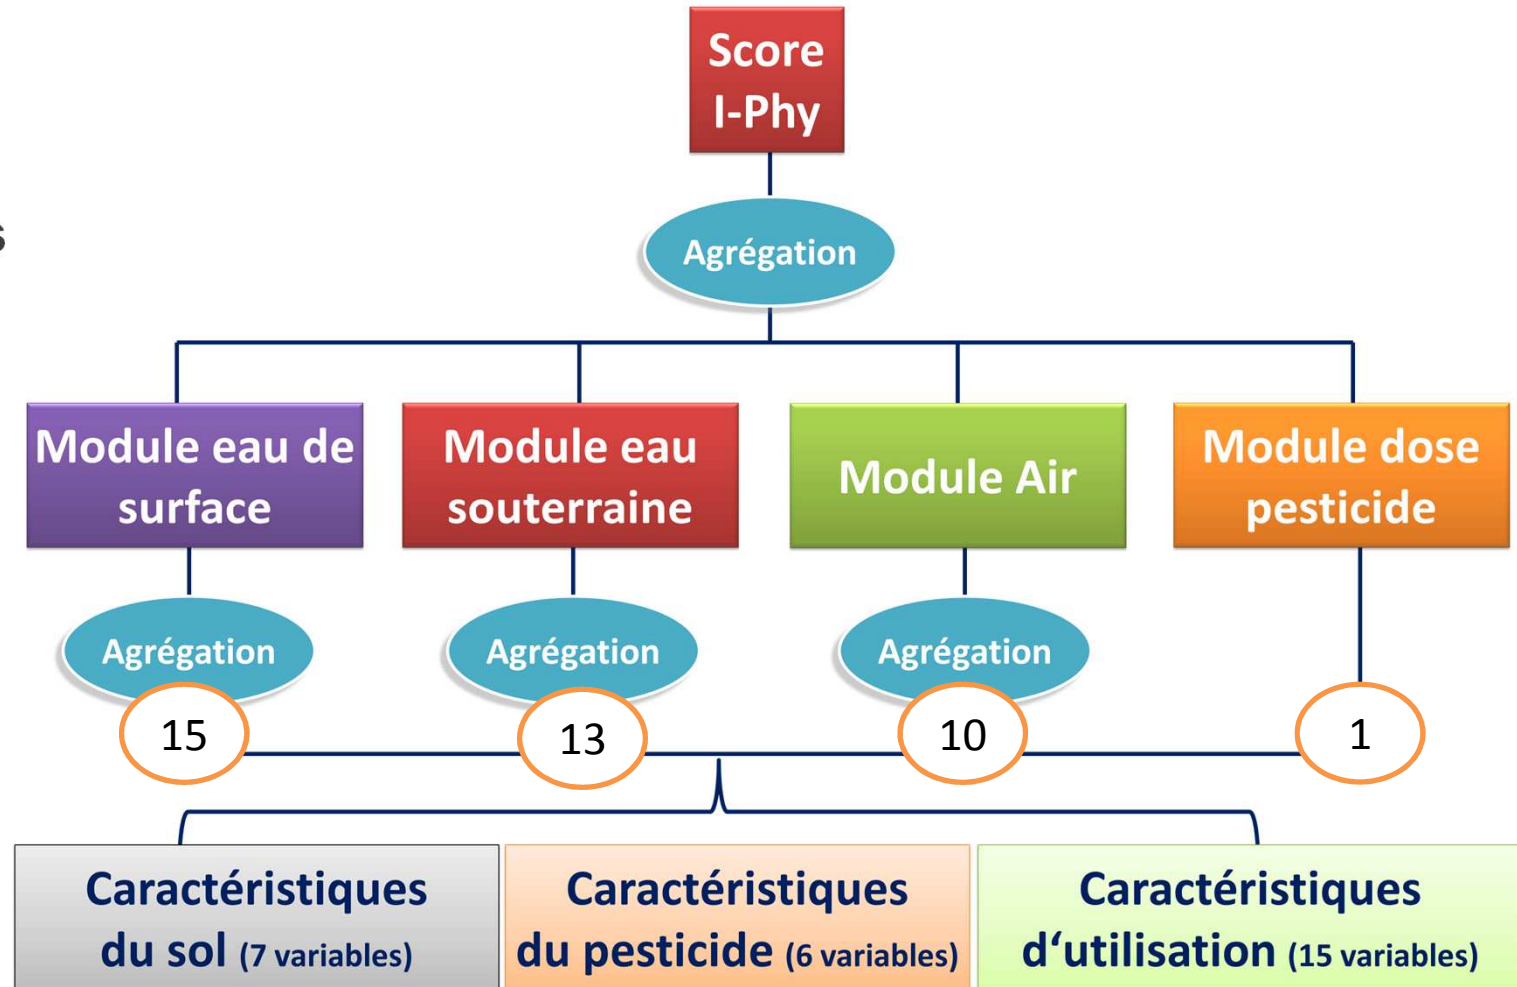 Score
I-Phy
s
Agrégation
Module eau de
surface
Module eau
souterraine
Module Air
Module dose
pesticide
Agrégation
Agrégation
Agrégation
15
13
10
1
Caractéristiques
du sol (7 variables)
Caractéristiques
du pesticide (6 variables)
Caractéristiques
d‘utilisation (15 variables)